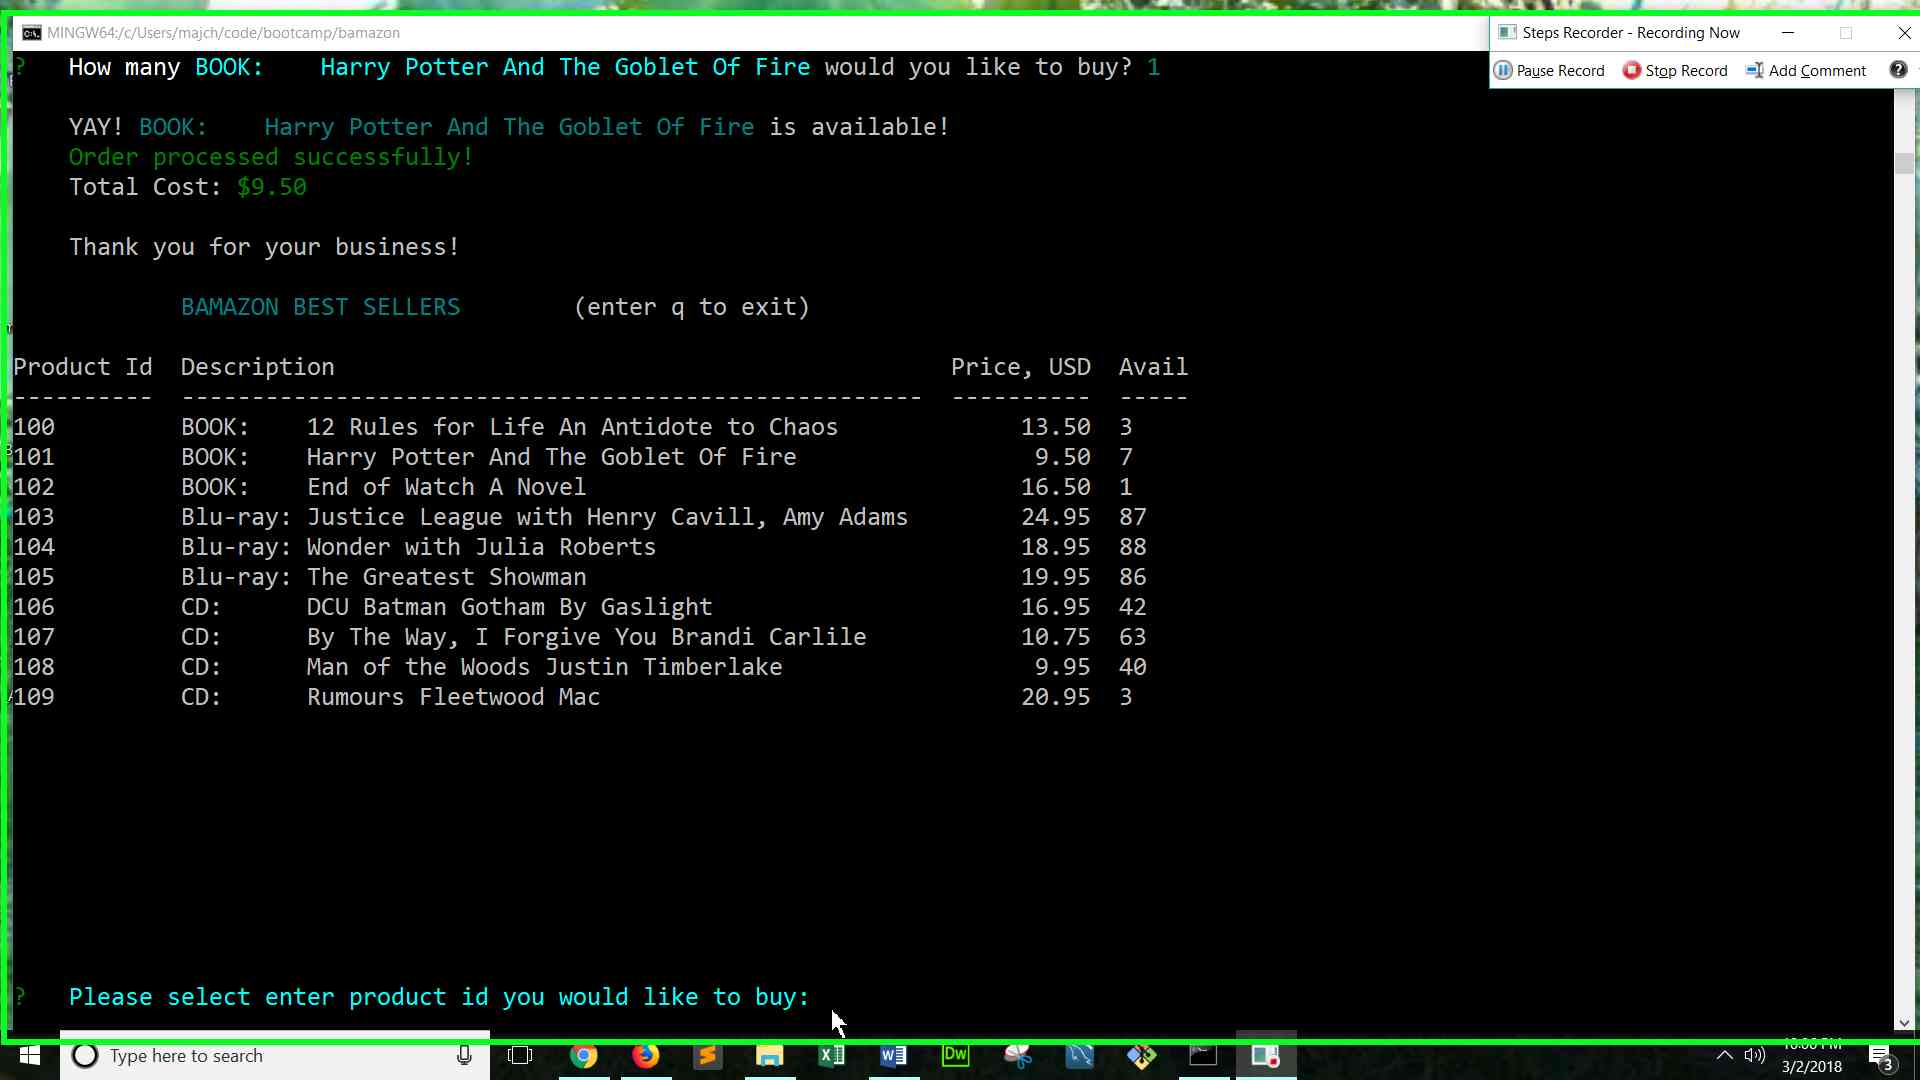 MINGW64:/c/Users/majch/code/bootcamp/bamazon
Steps Recorder - Recording Now
Pause Record Stop Record Add Comment
? How many BOOK: Harry Potter And The Goblet Of Fire would you like to buy? 1
YAY! BOOK: Harry Potter And The Goblet Of Fire is available!
Order processed successfully!
Total Cost: $9.50
Thank you for your business!
BAMAZON BEST SELLERS (enter q to exit)
Product Id Description Price, USD Avail
---------- ----------------------------------------------------- ---------- -----
100 BOOK: 12 Rules for Life An Antidote to Chaos 13.50 3
101 BOOK: Harry Potter And The Goblet Of Fire 9.50 7
102 BOOK: End of Watch A Novel 16.50 1
103 Blu-ray: Justice League with Henry Cavill, Amy Adams 24.95 87
104 Blu-ray: Wonder with Julia Roberts 18.95 88
105 Blu-ray: The Greatest Showman 19.95 86
106 CD: DCU Batman Gotham By Gaslight 16.95 42
107 CD: By The Way, I Forgive You Brandi Carlile 10.75 63
108 CD: Man of the Woods Justin Timberlake 9.95 40
109 CD: Rumours Fleetwood Mac 20.95 3
? Please select enter product id you would like to buy:
Type here to search
Dw
3/2/2018
3